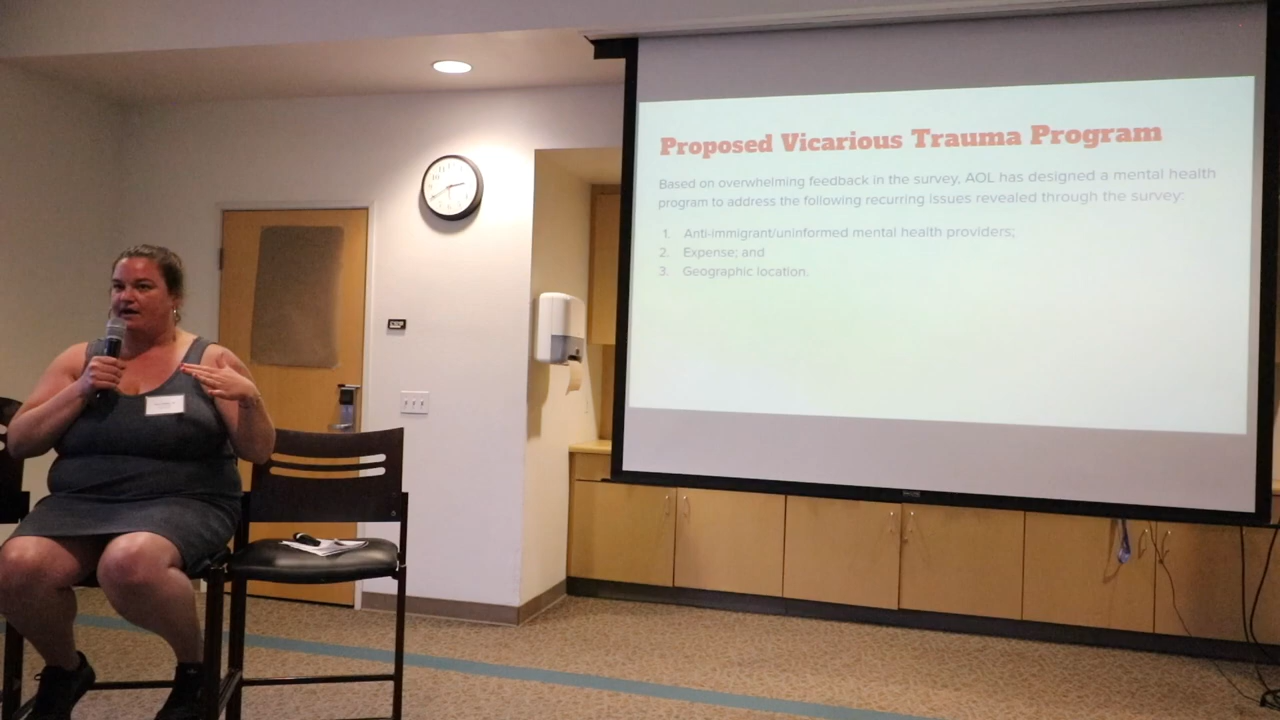 Proposed Vicarious Trauma Program
Based on overwhelming feedback in the survey, AOL has designed a mental health
program to address the following recurring issues revealed through the survey:
1. Anti-immigrant/uninformed mental health providers;
2. Expense; and
3. Geographic location.